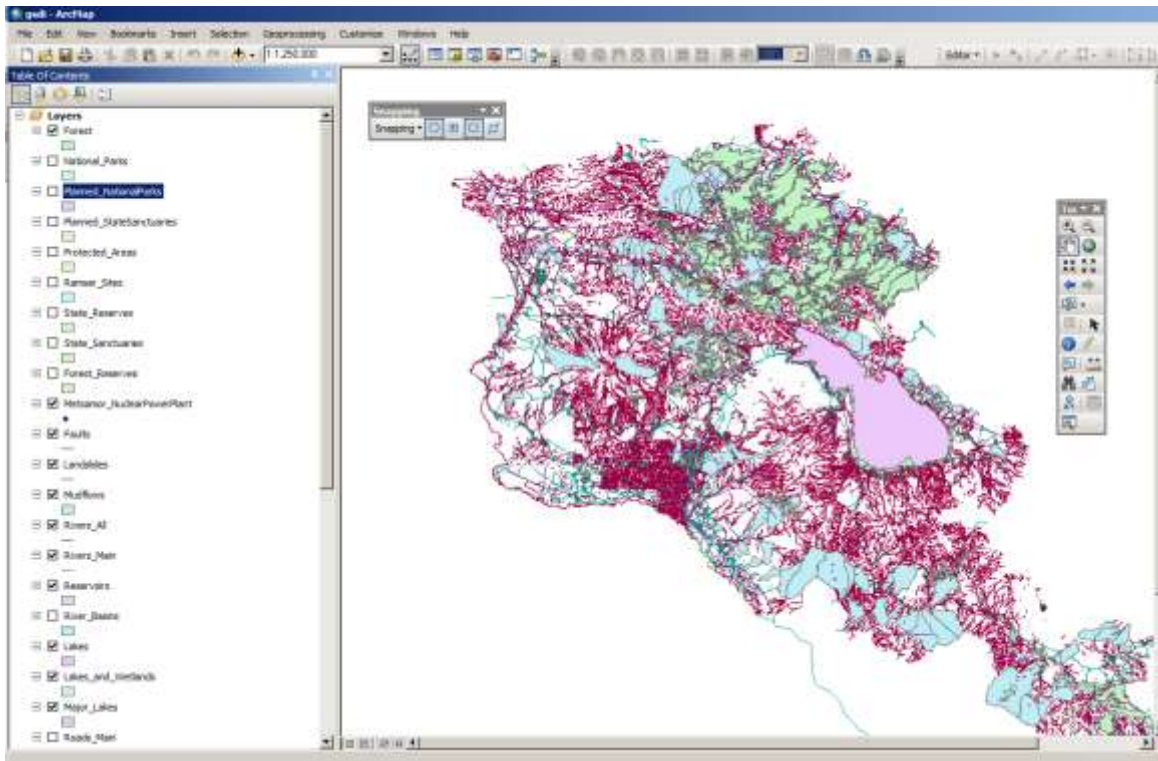 gwdi - ArcMap
File Edit View Bookmarks Insert Selection Geoprocessing Customize Windows Help
1:1,250,000
Editor
Table Of Contents
Layers
Forest
National_Parks
Planned_NationalParks
Planned_StateSanctuaries
Protected_Areas
Ramsar_Sites
State_Reserves
State_Sanctuaries
Forest_Reserves
Metsamor_NuclearPowerPlant
Faults
Landslides
Mudflows
Rivers_All
Rivers_Main
Reservoirs
River_Basins
Lakes
Lakes_and_Wetlands
Major_Lakes
Roads_Main
Snapping
Snapping